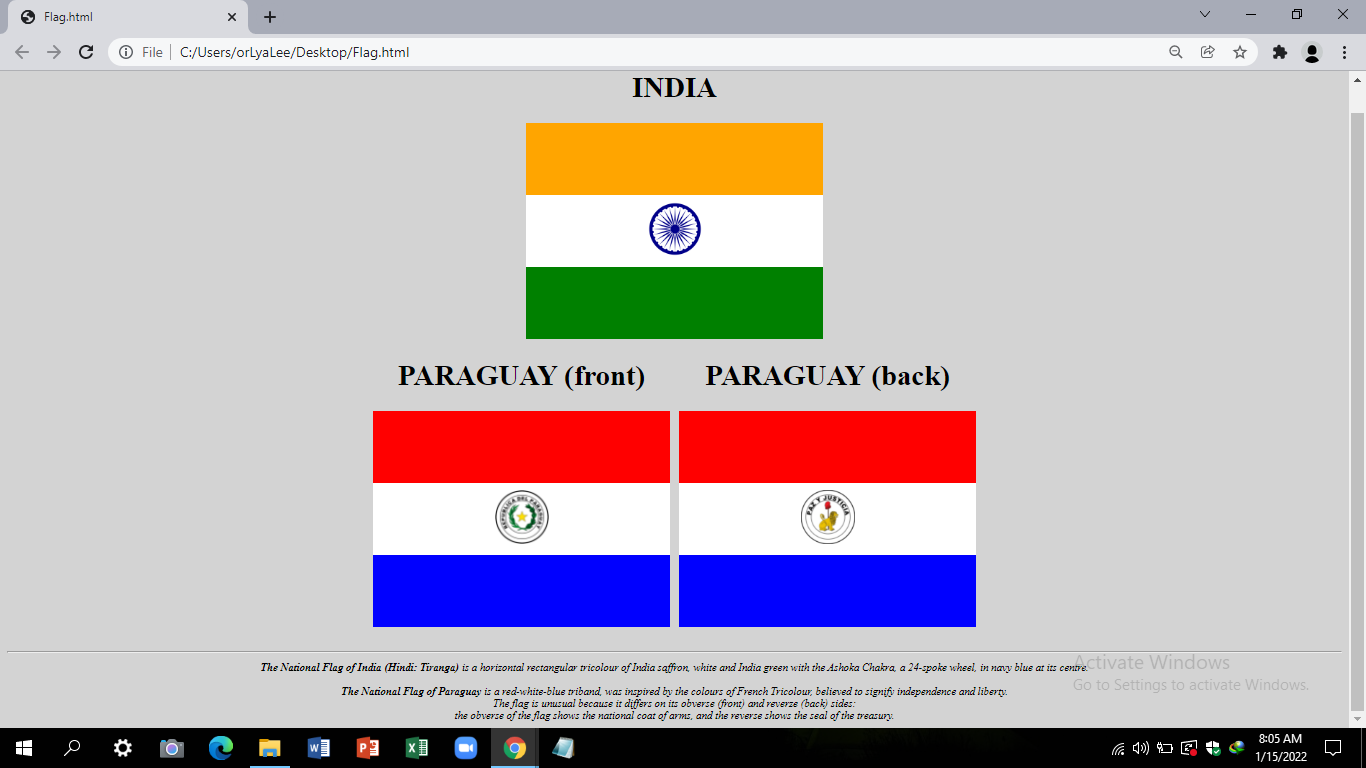 Flag.html
File
C:/Users/orLyaLee/Desktop/Flag.html
INDIA
PARAGUAY (front) PARAGUAY (back)
REPUBLICA DEL PARAGUAY
PAZ Y JUSTICIA
The National Flag of India (Hindi: Tiranga) is a horizontal rectangular tricolour of India saffron, white and India green with the Ashoka Chakra, a 24-spoke wheel, in navy blue at its centre.
The National Flag of Paraguay is a red-white-blue triband, was inspired by the colours of French Tricolour, believed to signify independence and liberty.
The flag is unusual because it differs on its obverse (front) and reverse (back) sides:
the obverse of the flag shows the national coat of arms, and the reverse shows the seal of the treasury.
Activate Windows
Go to Settings to activate Windows.
8:05 AM
1/15/2022